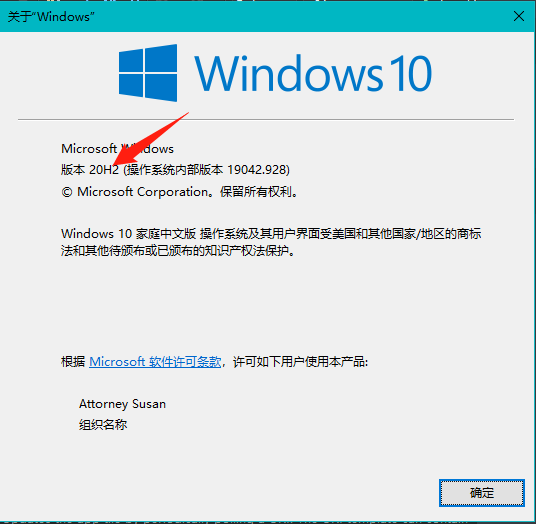 关于“Windows”
Windows 10
Microsoft Windows
版本 20H2 (操作系统内部版本 19042.928)
© Microsoft Corporation。保留所有权利。
Windows 10 家庭中文版 操作系统及其用户界面受美国和其他国家/地区的商标
法和其他待颁布或已颁布的知识产权法保护。
根据 Microsoft 软件许可条款，许可如下用户使用本产品:
Attorney Susan
组织名称
确定